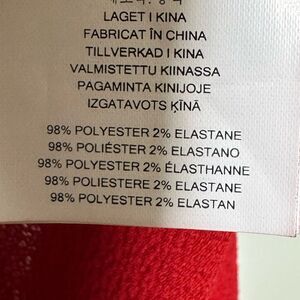 LAGET I KINA
FABRICAT ÎN CHINA
TILLVERKAD I KINA
VALMISTETTU KIINASSA
PAGAMINTA KINIJOJE
IZGATAVOTS ĶĪNĀ
98% POLYESTER 2% ELASTANE
98% POLIÉSTER 2% ELASTANO
98% POLYESTER 2% ÉLASTHANNE
98% POLIESTERE 2% ELASTANE
98% POLYESTER 2% ELASTAN